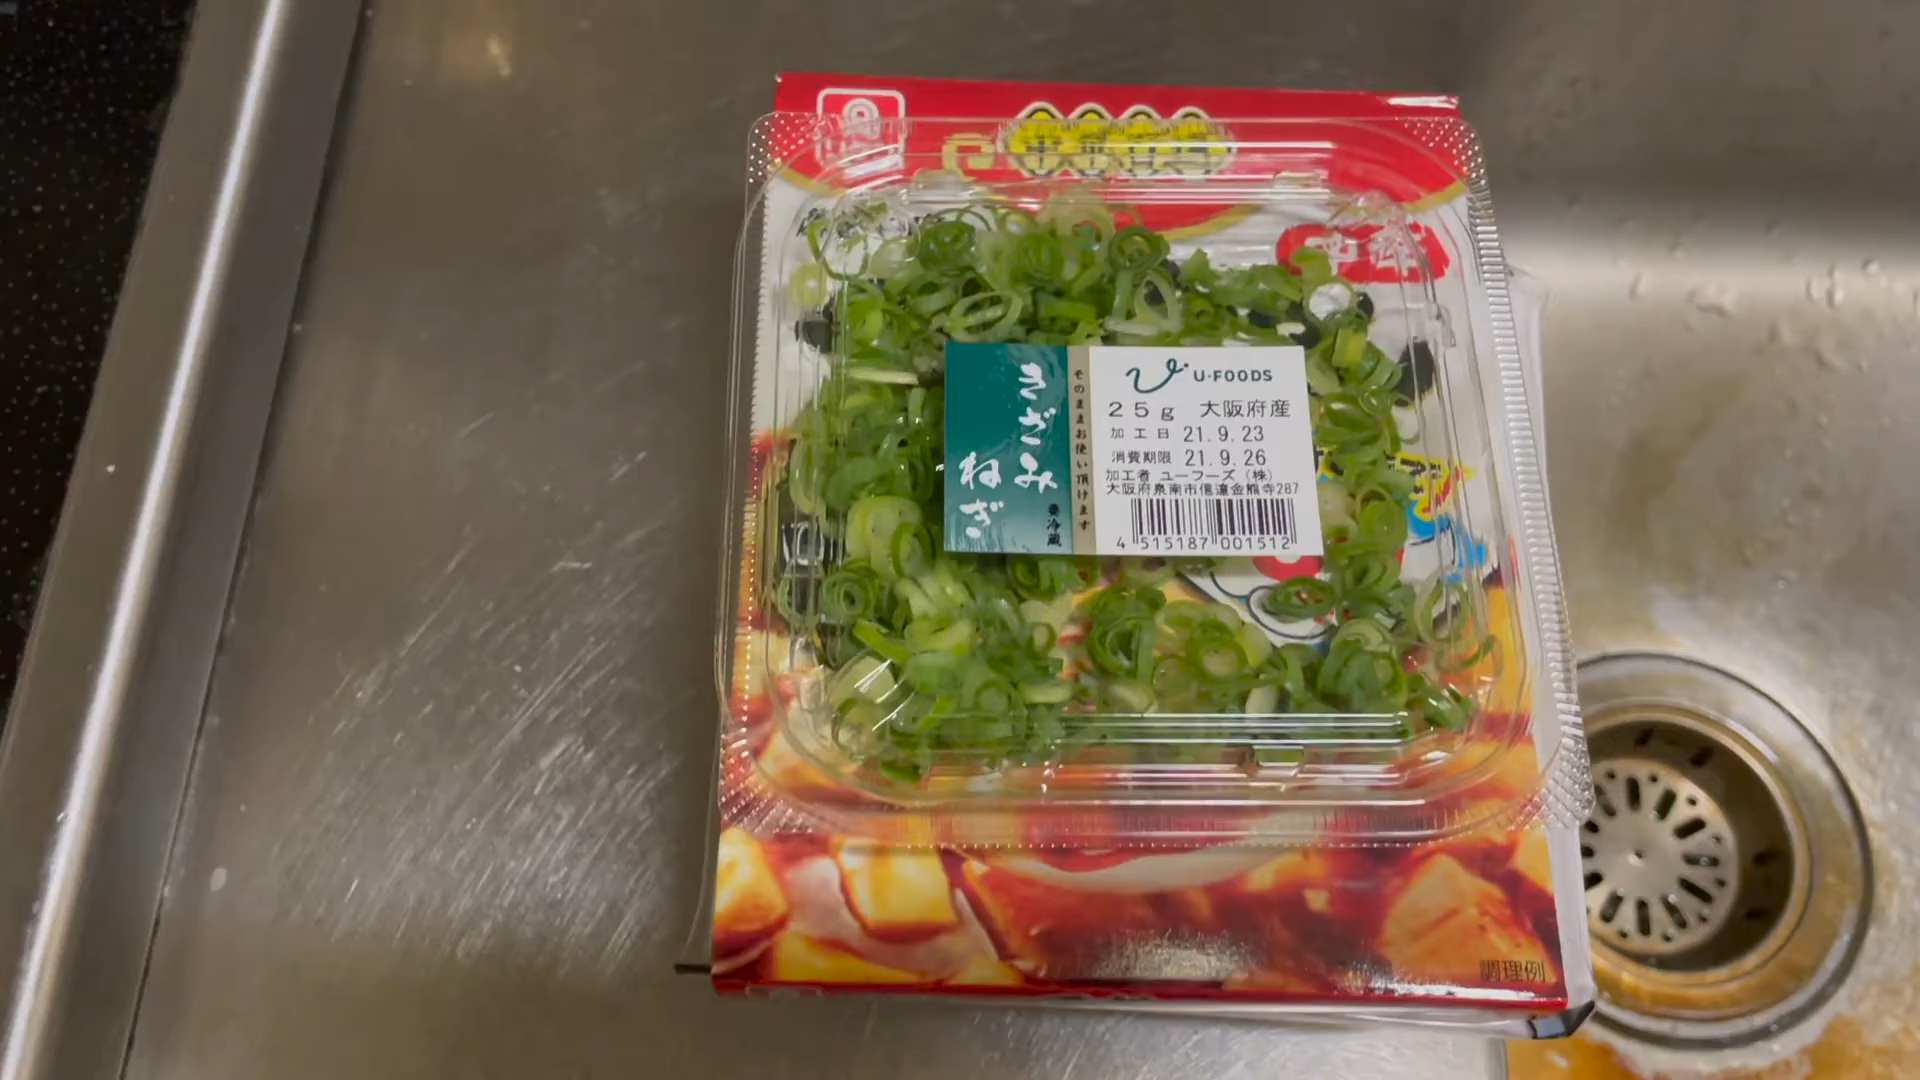 きざみ
ねぎ
要冷蔵
そのままお使い頂けます
U·FOODS
25g 大阪府産
加工日 21.9.23
消費期限 21.9.26
加工者 ユーフーズ(株)
大阪府泉南市信達金熊寺287
4 515187 001512
調理例